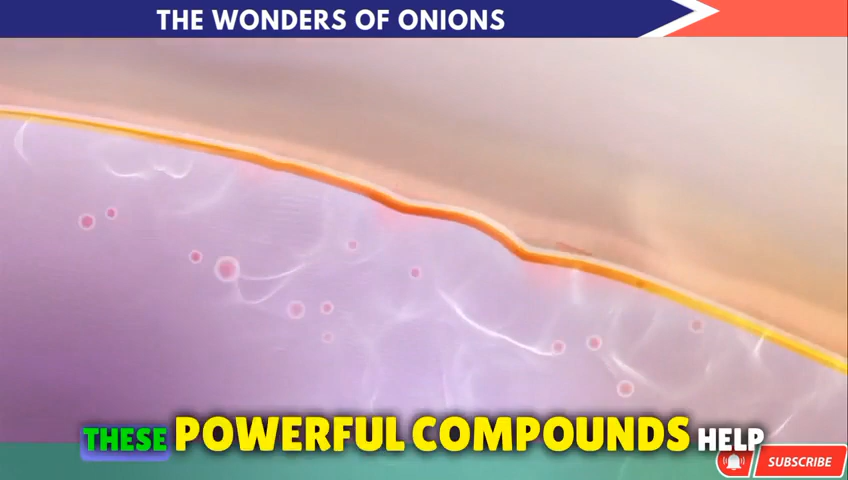 THE WONDERS OF ONIONS
THESE POWERFUL COMPOUNDS HELP
SUBSCRIBE